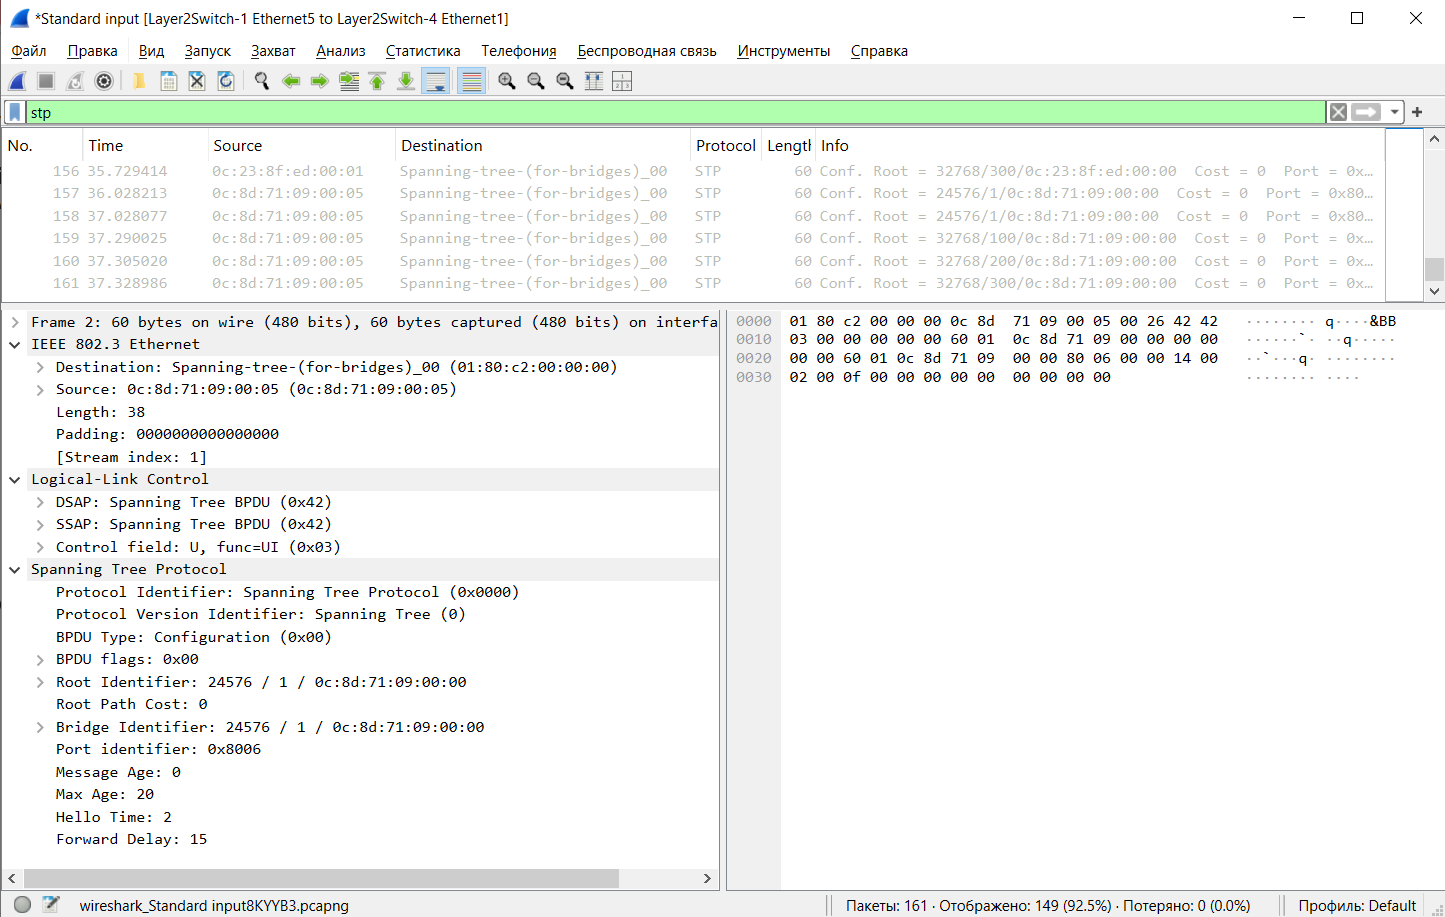 *Standard input [Layer2Switch-1 Ethernet5 to Layer2Switch-4 Ethernet1]
Файл Правка Вид Запуск Захват Анализ Статистика Телефония Беспроводная связь Инструменты Справка
stp
No. Time Source Destination Protocol Length Info
156 35.729414 0c:23:8f:ed:00:01 Spanning-tree-(for-bridges)_00 STP 60 Conf. Root = 32768/300/0c:23:8f:ed:00:00 Cost = 0 Port = 0x…
157 36.028213 0c:8d:71:09:00:05 Spanning-tree-(for-bridges)_00 STP 60 Conf. Root = 24576/1/0c:8d:71:09:00:00 Cost = 0 Port = 0x80…
158 37.028077 0c:8d:71:09:00:05 Spanning-tree-(for-bridges)_00 STP 60 Conf. Root = 24576/1/0c:8d:71:09:00:00 Cost = 0 Port = 0x80…
159 37.290025 0c:8d:71:09:00:05 Spanning-tree-(for-bridges)_00 STP 60 Conf. Root = 32768/100/0c:8d:71:09:00:00 Cost = 0 Port = 0x…
160 37.305020 0c:8d:71:09:00:05 Spanning-tree-(for-bridges)_00 STP 60 Conf. Root = 32768/200/0c:8d:71:09:00:00 Cost = 0 Port = 0x…
161 37.328986 0c:8d:71:09:00:05 Spanning-tree-(for-bridges)_00 STP 60 Conf. Root = 32768/300/0c:8d:71:09:00:00 Cost = 0 Port = 0x…
Frame 2: 60 bytes on wire (480 bits), 60 bytes captured (480 bits) on interfa
IEEE 802.3 Ethernet
Destination: Spanning-tree-(for-bridges)_00 (01:80:c2:00:00:00)
Source: 0c:8d:71:09:00:05 (0c:8d:71:09:00:05)
Length: 38
Padding: 0000000000000000
[Stream index: 1]
Logical-Link Control
DSAP: Spanning Tree BPDU (0x42)
SSAP: Spanning Tree BPDU (0x42)
Control field: U, func=UI (0x03)
Spanning Tree Protocol
Protocol Identifier: Spanning Tree Protocol (0x0000)
Protocol Version Identifier: Spanning Tree (0)
BPDU Type: Configuration (0x00)
BPDU flags: 0x00
Root Identifier: 24576 / 1 / 0c:8d:71:09:00:00
Root Path Cost: 0
Bridge Identifier: 24576 / 1 / 0c:8d:71:09:00:00
Port identifier: 0x8006
Message Age: 0
Max Age: 20
Hello Time: 2
Forward Delay: 15
0000 01 80 c2 00 00 00 0c 8d 71 09 00 05 00 26 42 42 ········ q····&BB
0010 03 00 00 00 00 00 60 01 0c 8d 71 09 00 00 00 00 ······`· ··q·····
0020 00 00 60 01 0c 8d 71 09 00 00 80 06 00 00 14 00 ··`···q· ········
0030 02 00 0f 00 00 00 00 00 00 00 00 00 ········ ····
wireshark_Standard input8KYYB3.pcapng
Пакеты: 161 · Отображено: 149 (92.5%) · Потеряно: 0 (0.0%)
Профиль: Default